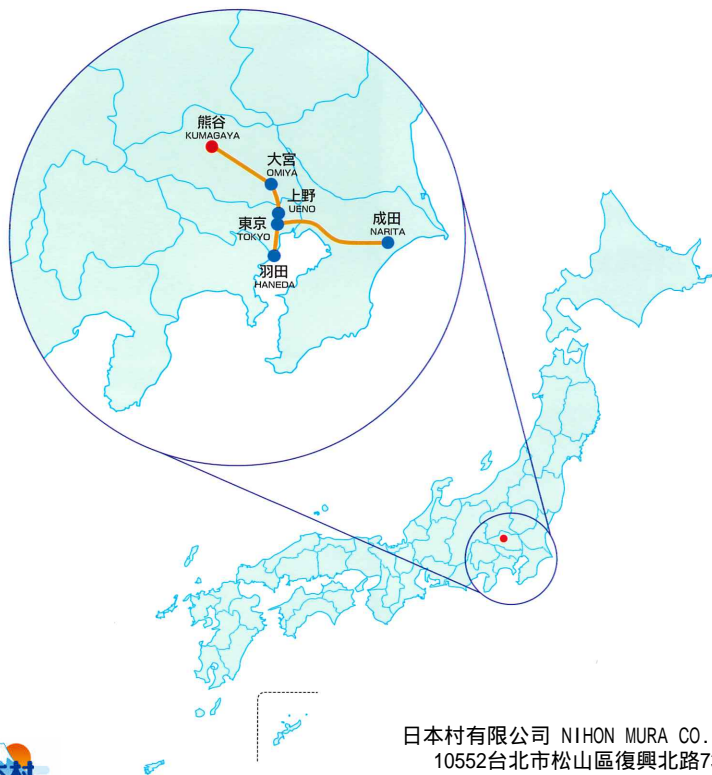 熊谷
KUMAGAYA
大宮
OMIYA
上野
UENO
東京
TOKYO
成田
NARITA
羽田
HANEDA
日本村有限公司 NIHON MURA CO.
10552台北市松山區復興北路7
村